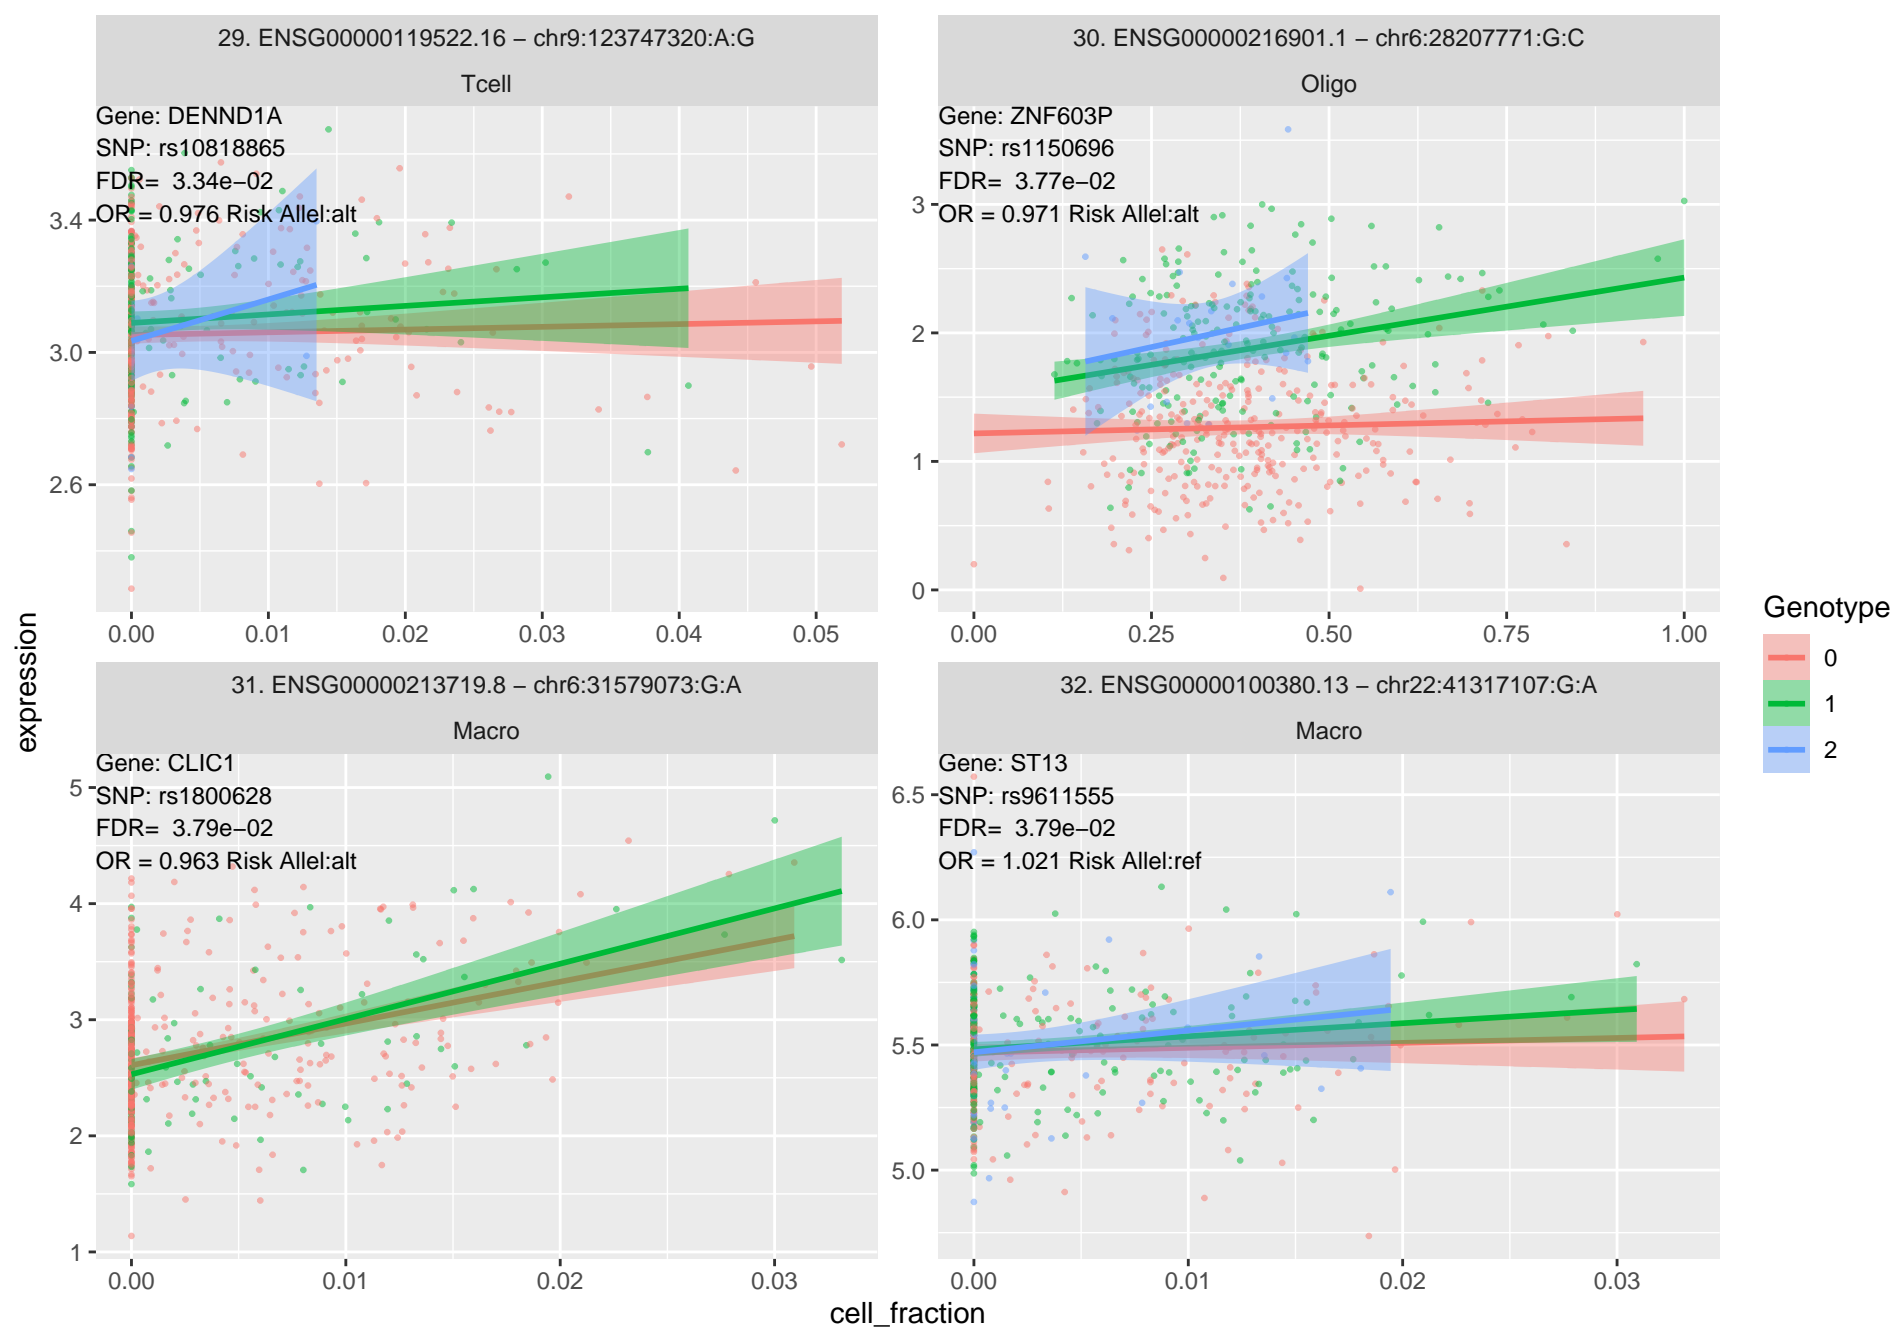 29. ENSG00000119522.16 – chr9:123747320:A:G
Tcell
Gene: DENND1A
SNP: rs10818865
FDR=  3.34e−02
OR = 0.976 Risk Allel:alt
3.4
3.0
2.6
0.00 0.01 0.02 0.03 0.04 0.05
30. ENSG00000216901.1 – chr6:28207771:G:C
Oligo
Gene: ZNF603P
SNP: rs1150696
FDR=  3.77e−02
OR = 0.971 Risk Allel:alt
3
2
1
0
0.00 0.25 0.50 0.75 1.00
31. ENSG00000213719.8 – chr6:31579073:G:A
Macro
Gene: CLIC1
SNP: rs1800628
FDR=  3.79e−02
OR = 0.963 Risk Allel:alt
5
4
3
2
1
0.00 0.01 0.02 0.03
32. ENSG00000100380.13 – chr22:41317107:G:A
Macro
Gene: ST13
SNP: rs9611555
FDR=  3.79e−02
OR = 1.021 Risk Allel:ref
6.5
6.0
5.5
5.0
0.00 0.01 0.02 0.03
expression
cell_fraction
Genotype
0
1
2